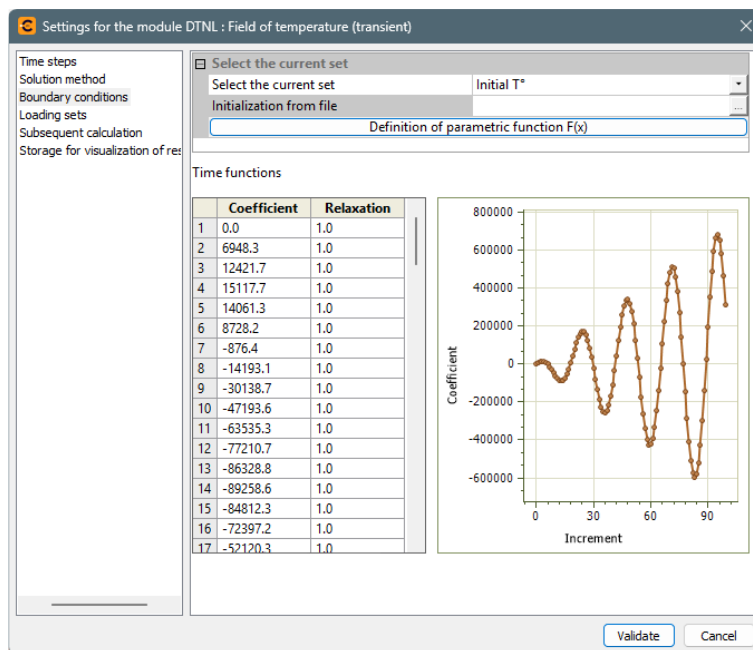 Settings for the module DTNL : Field of temperature (transient)
Time steps
Solution method
Boundary conditions
Loading sets
Subsequent calculation
Storage for visualization of res
Select the current set
Select the current set Initial T°
Initialization from file ...
Definition of parametric function F(x)
Time functions
Coefficient Relaxation
1 0.0 1.0
2 6948.3 1.0
3 12421.7 1.0
4 15117.7 1.0
5 14061.3 1.0
6 8728.2 1.0
7 -876.4 1.0
8 -14193.1 1.0
9 -30138.7 1.0
10 -47193.6 1.0
11 -63535.3 1.0
12 -77210.7 1.0
13 -86328.8 1.0
14 -89258.6 1.0
15 -84812.3 1.0
16 -72397.2 1.0
17 -52120.3 1.0
800000
600000
400000
200000
0
-200000
-400000
-600000
Coefficient
0 30 60 90
Increment
Validate Cancel